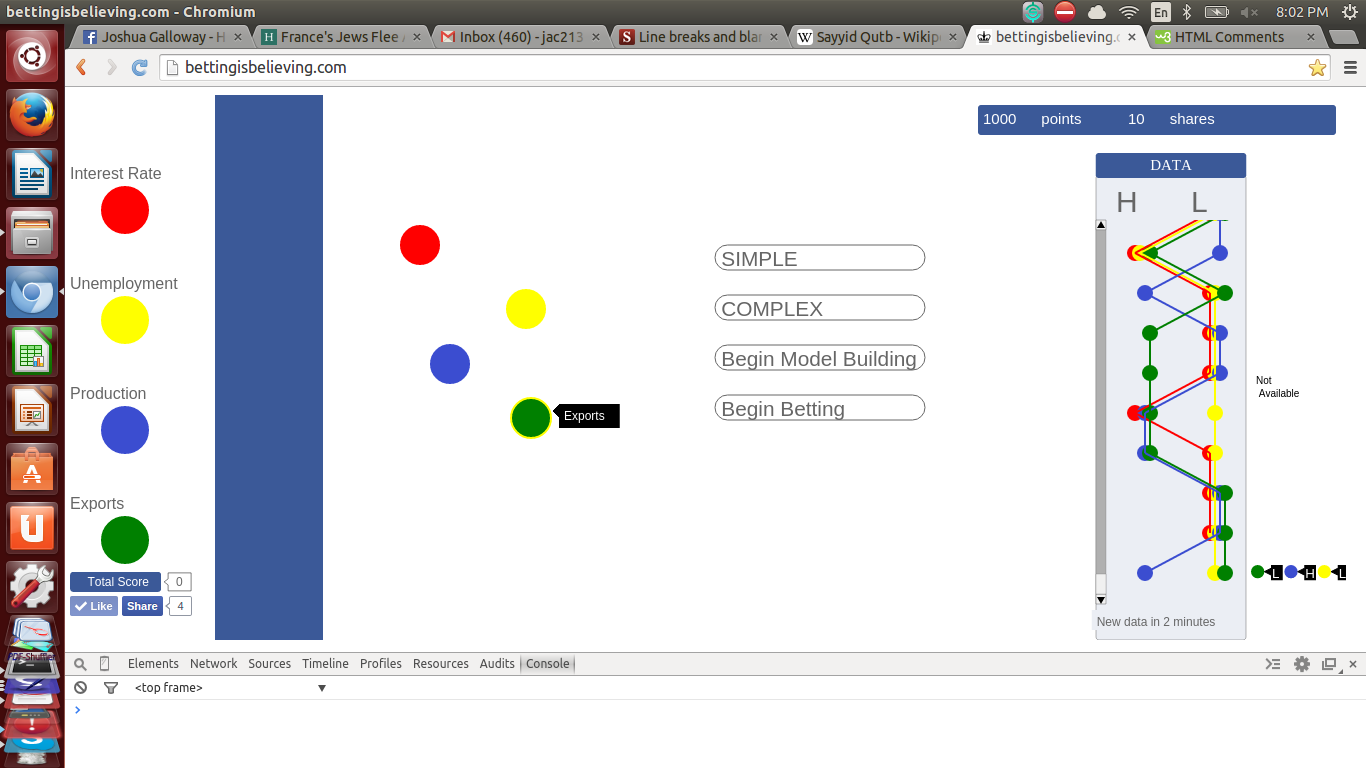 bettingisbelieving.com - Chromium
En
8:02 PM
Joshua Galloway - H
France's Jews Flee A
Inbox (460) - jac213
Line breaks and blan
Sayyid Qutb - Wikipe
bettingisbelieving.c
HTML Comments
bettingisbelieving.com
1000 points 10 shares
DATA
H L
Interest Rate
Unemployment
Production
Exports
SIMPLE
COMPLEX
Begin Model Building
Begin Betting
Exports
Not
Available
L H L
Total Score 0
Like Share 4
New data in 2 minutes
Elements Network Sources Timeline Profiles Resources Audits Console
<top frame>